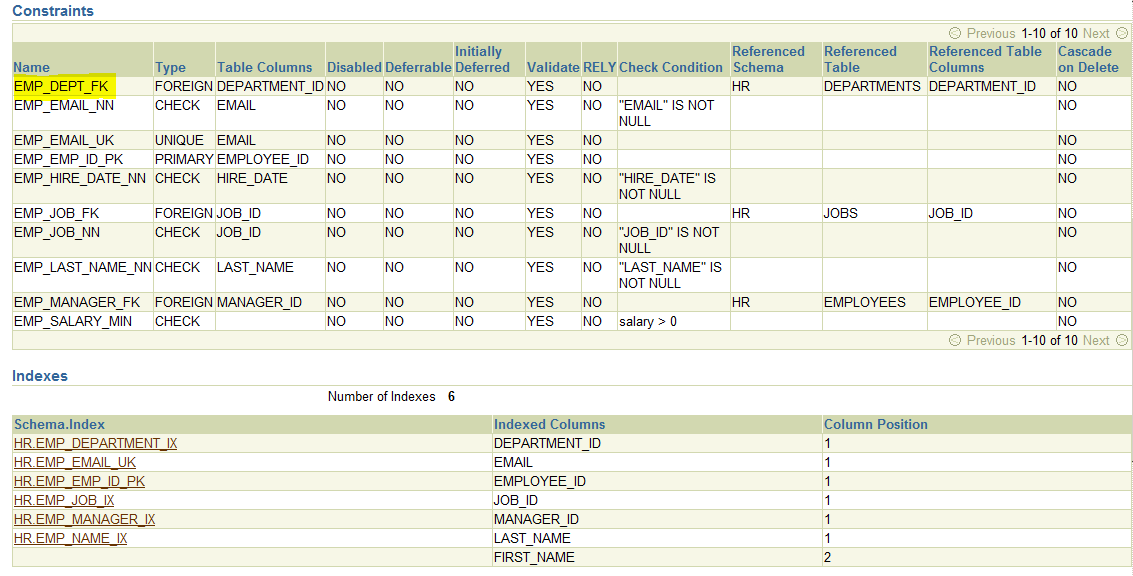 Constraints
Previous 1-10 of 10 Next
Name Type Table Columns Disabled Deferrable Initially Deferred Validate RELY Check Condition Referenced Schema Referenced Table Referenced Table Columns Cascade on Delete
EMP_DEPT_FK FOREIGN DEPARTMENT_ID NO NO NO YES NO HR DEPARTMENTS DEPARTMENT_ID NO
EMP_EMAIL_NN CHECK EMAIL NO NO NO YES NO "EMAIL" IS NOT NULL NO
EMP_EMAIL_UK UNIQUE EMAIL NO NO NO YES NO NO
EMP_EMP_ID_PK PRIMARY EMPLOYEE_ID NO NO NO YES NO NO
EMP_HIRE_DATE_NN CHECK HIRE_DATE NO NO NO YES NO "HIRE_DATE" IS NOT NULL NO
EMP_JOB_FK FOREIGN JOB_ID NO NO NO YES NO HR JOBS JOB_ID NO
EMP_JOB_NN CHECK JOB_ID NO NO NO YES NO "JOB_ID" IS NOT NULL NO
EMP_LAST_NAME_NN CHECK LAST_NAME NO NO NO YES NO "LAST_NAME" IS NOT NULL NO
EMP_MANAGER_FK FOREIGN MANAGER_ID NO NO NO YES NO HR EMPLOYEES EMPLOYEE_ID NO
EMP_SALARY_MIN CHECK NO NO NO YES NO salary > 0 NO
Previous 1-10 of 10 Next
Indexes
Number of Indexes 6
Schema.Index Indexed Columns Column Position
HR.EMP_DEPARTMENT_IX DEPARTMENT_ID 1
HR.EMP_EMAIL_UK EMAIL 1
HR.EMP_EMP_ID_PK EMPLOYEE_ID 1
HR.EMP_JOB_IX JOB_ID 1
HR.EMP_MANAGER_IX MANAGER_ID 1
HR.EMP_NAME_IX LAST_NAME 1
FIRST_NAME 2